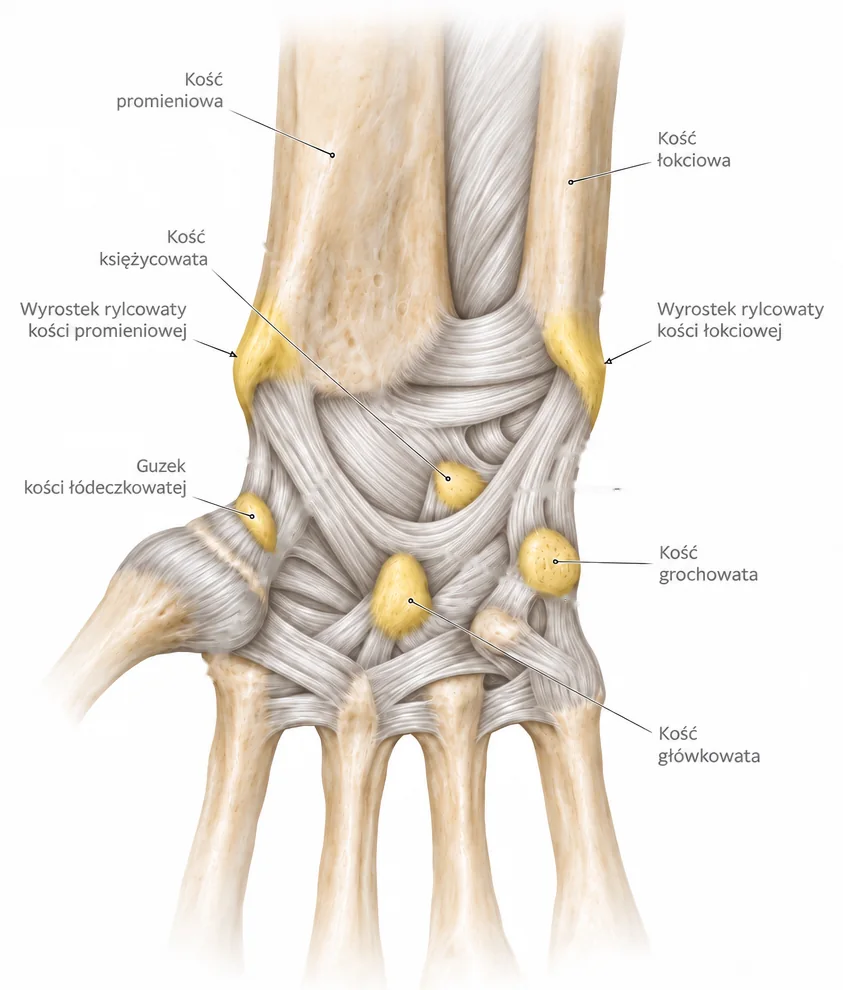 Kość
promieniowa
Kość
łokciowa
Kość
księżycowata
Wyrostek rylcowaty
kości promieniowej
Wyrostek rylcowaty
kości łokciowej
Guzek
kości łódeczkowatej
Kość
grochowata
Kość
główkowata